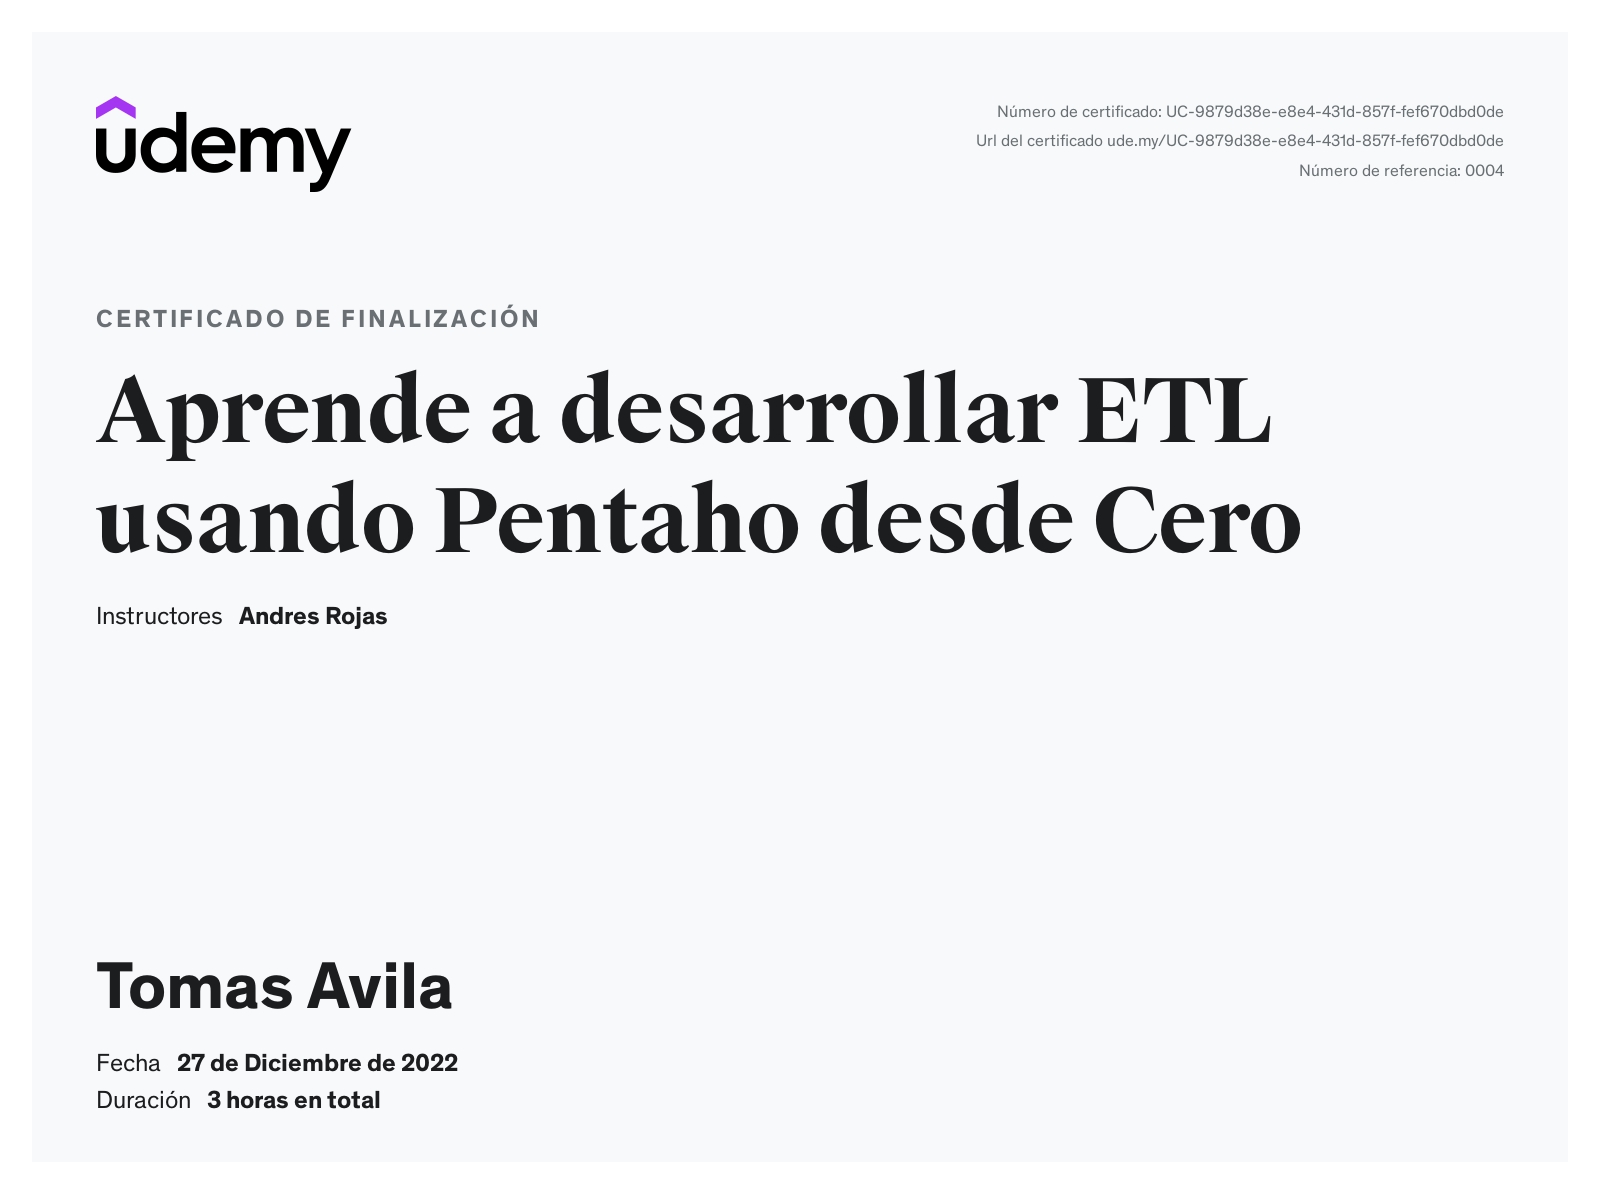 udemy
Número de certificado: UC-9879d38e-e8e4-431d-857f-fef670dbd0de
Url del certificado ude.my/UC-9879d38e-e8e4-431d-857f-fef670dbd0de
Número de referencia: 0004
CERTIFICADO DE FINALIZACIÓN
Aprende a desarrollar ETL
usando Pentaho desde Cero
Instructores Andres Rojas
Tomas Avila
Fecha 27 de Diciembre de 2022
Duración 3 horas en total